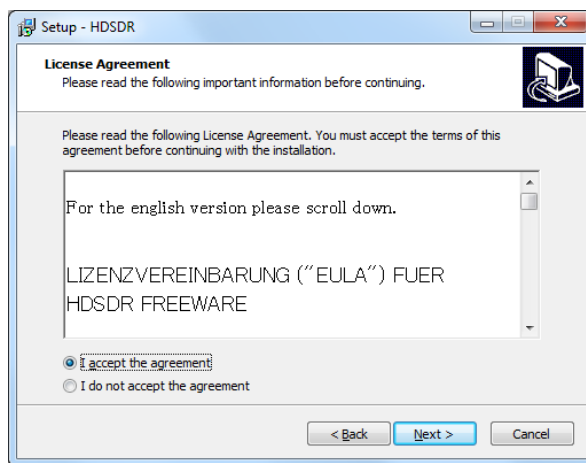 Setup - HDSDR
License Agreement
Please read the following important information before continuing.
Please read the following License Agreement. You must accept the terms of this
agreement before continuing with the installation.
For the english version please scroll down.
LIZENZVEREINBARUNG ("EULA") FUER
HDSDR FREEWARE
I accept the agreement
I do not accept the agreement
< Back Next > Cancel